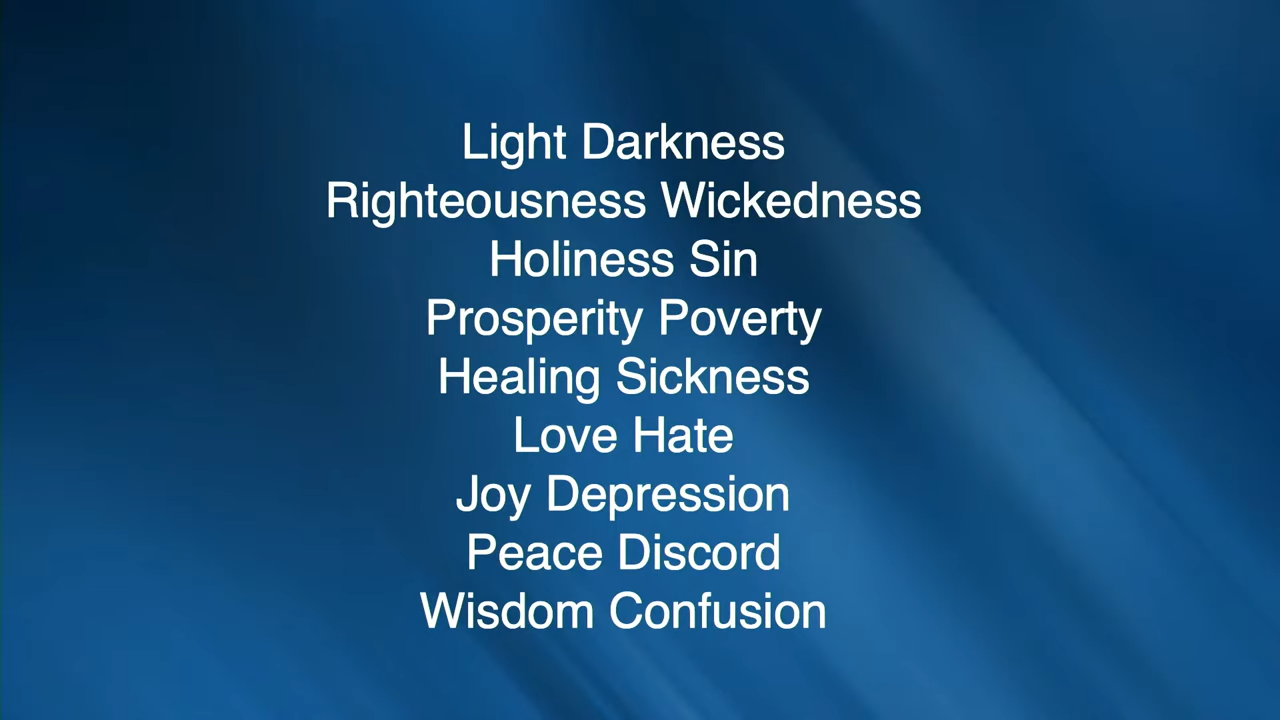 Light Darkness
Righteousness Wickedness
Holiness Sin
Prosperity Poverty
Healing Sickness
Love Hate
Joy Depression
Peace Discord
Wisdom Confusion